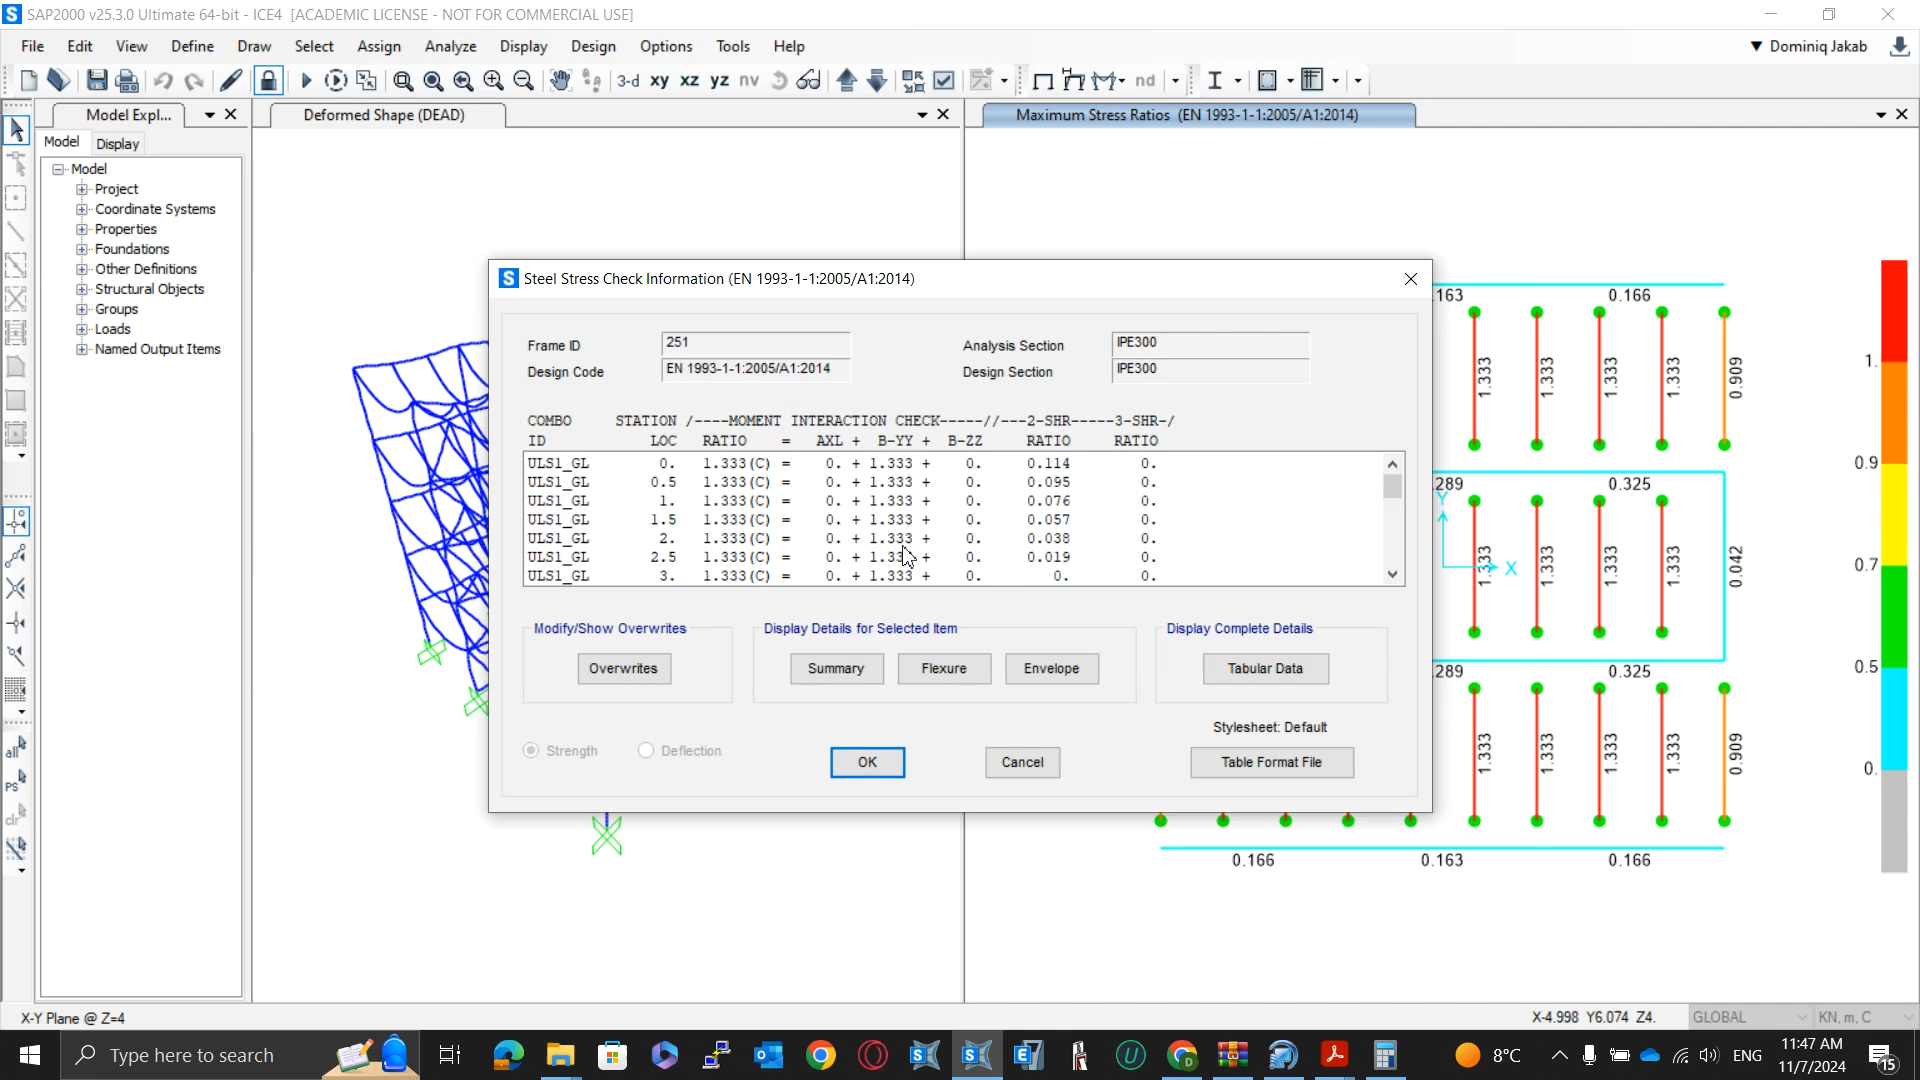 SAP2000 v25.3.0 Ultimate 64-bit - ICE4 [ACADEMIC LICENSE - NOT FOR COMMERCIAL USE]
File Edit View Define Draw Select Assign Analyze Display Design Options Tools Help
Dominiq Jakab
3-d xy xz yz nv nd
Model Expl...
Deformed Shape (DEAD)
Maximum Stress Ratios (EN 1993-1-1:2005/A1:2014)
Model Display
Model
Project
Coordinate Systems
Properties
Foundations
Other Definitions
Structural Objects
Groups
Loads
Named Output Items
all
PS
clr
Steel Stress Check Information (EN 1993-1-1:2005/A1:2014)
Frame ID 251 Analysis Section IPE300
Design Code EN 1993-1-1:2005/A1:2014 Design Section IPE300
COMBO STATION /----MOMENT INTERACTION CHECK-----//---2-SHR-----3-SHR-/
ID LOC RATIO = AXL + B-YY + B-ZZ RATIO RATIO
ULS1_GL 0. 1.333(C) = 0. + 1.333 + 0. 0.114 0.
ULS1_GL 0.5 1.333(C) = 0. + 1.333 + 0. 0.095 0.
ULS1_GL 1. 1.333(C) = 0. + 1.333 + 0. 0.076 0.
ULS1_GL 1.5 1.333(C) = 0. + 1.333 + 0. 0.057 0.
ULS1_GL 2. 1.333(C) = 0. + 1.333 + 0. 0.038 0.
ULS1_GL 2.5 1.333(C) = 0. + 1.333 + 0. 0.019 0.
ULS1_GL 3. 1.333(C) = 0. + 1.333 + 0. 0. 0.
Modify/Show Overwrites Display Details for Selected Item Display Complete Details
Overwrites Summary Flexure Envelope Tabular Data
Stylesheet: Default
Strength Deflection OK Cancel Table Format File
163 0.166
1.333 1.333 1.333 1.333 0.909
289 0.325
Y
X
1.333 1.333 1.333 1.333 0.042
289 0.325
1.333 1.333 1.333 1.333 0.909
0.166 0.163 0.166
1.
0.9
0.7
0.5
0.
X-Y Plane @ Z=4
X-4.998 Y6.074 Z4.
GLOBAL
KN, m, C
Type here to search
8°C
ENG
11:47 AM
11/7/2024
15